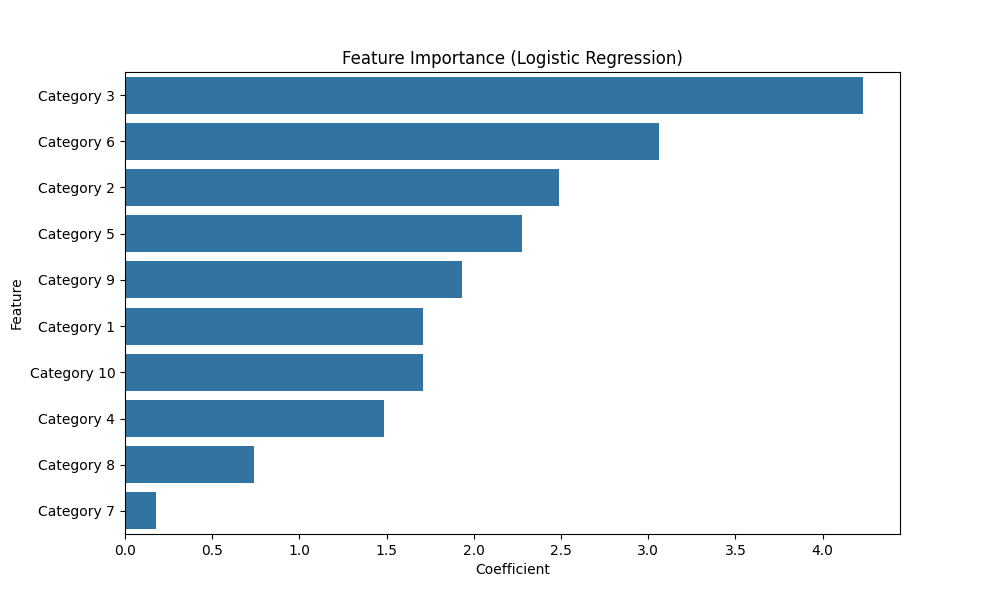 Feature Importance (Logistic Regression)
Category 3
Category 6
Category 2
Category 5
Category 9
Category 1
Category 10
Category 4
Category 8
Category 7
Feature
0.0 0.5 1.0 1.5 2.0 2.5 3.0 3.5 4.0
Coefficient